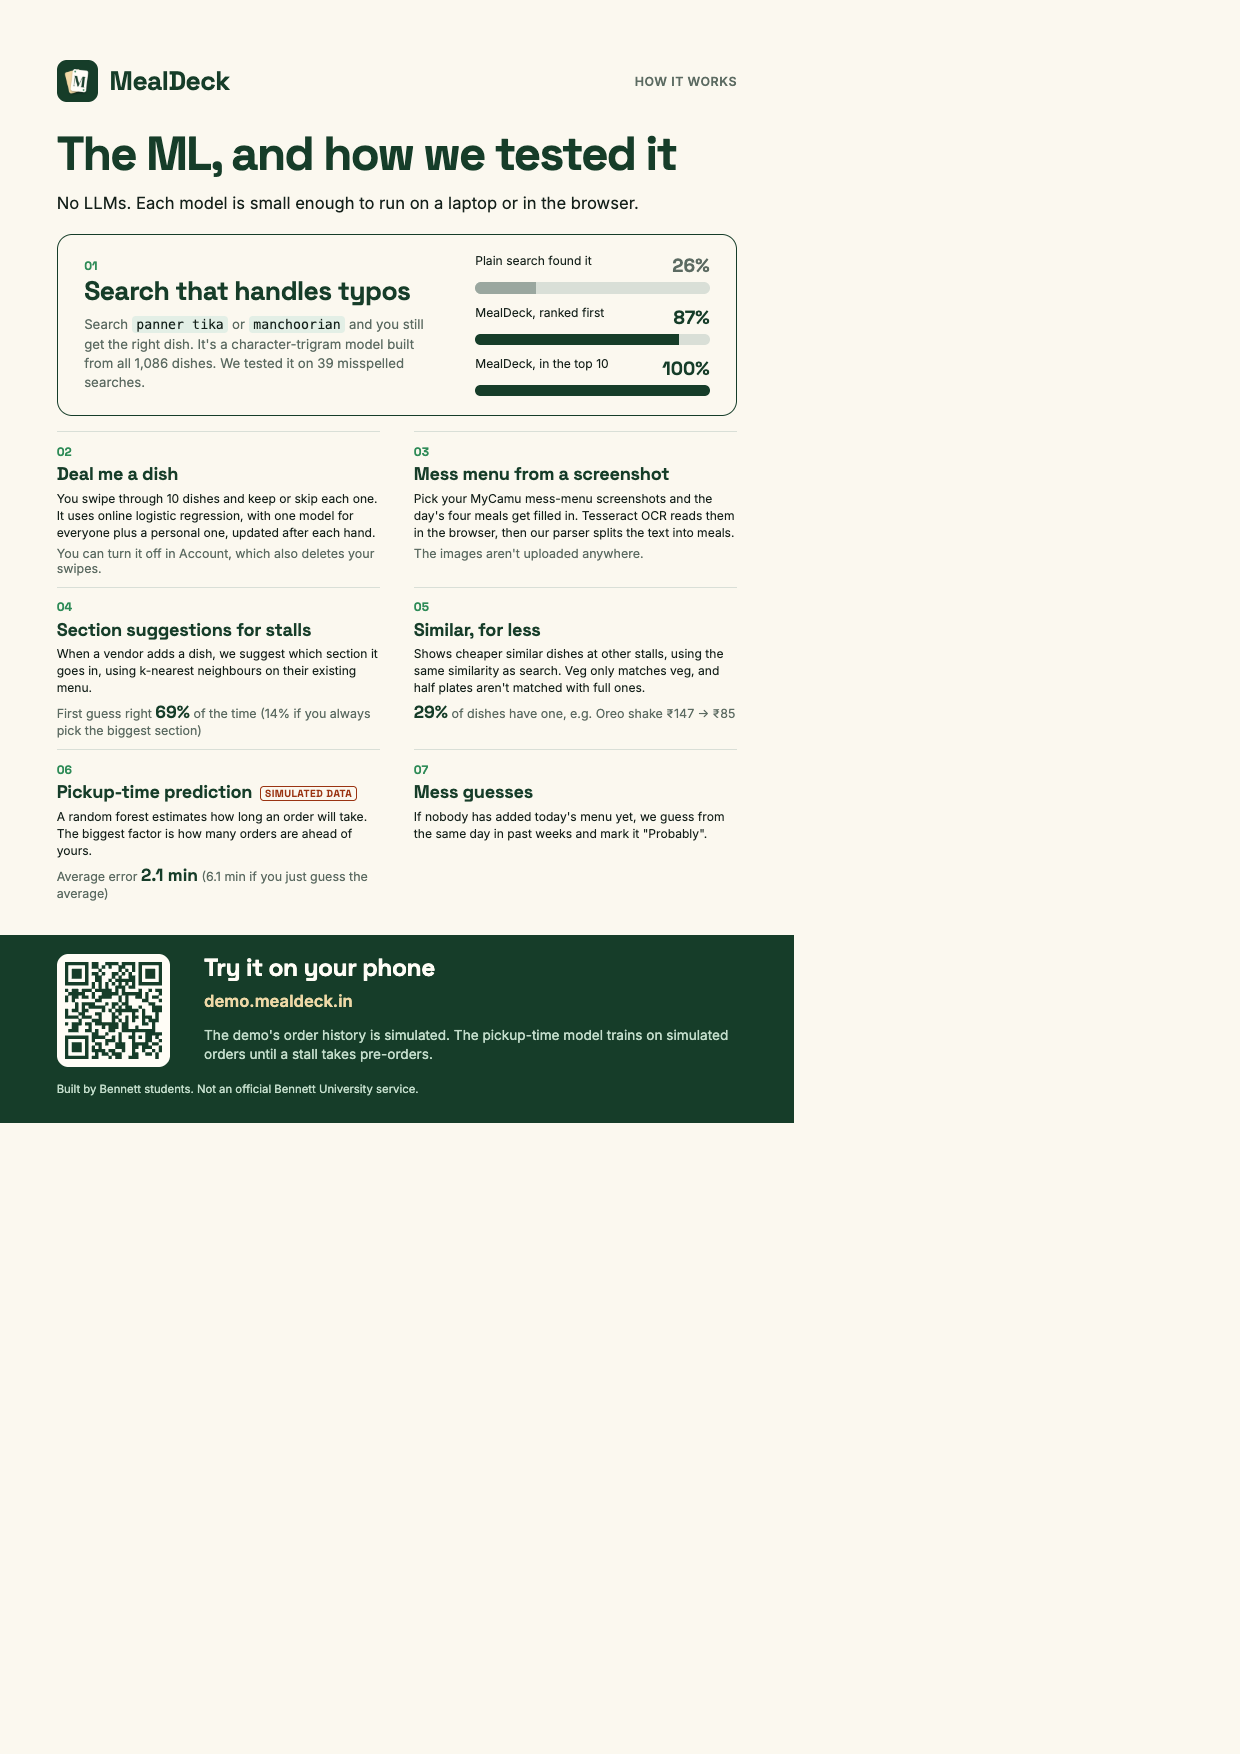 M
MealDeck
HOW IT WORKS
The ML, and how we tested it
No LLMs. Each model is small enough to run on a laptop or in the browser.
01
Search that handles typos
Search panner tika or manchoorian and you still
get the right dish. It's a character-trigram model built
from all 1,086 dishes. We tested it on 39 misspelled
searches.
Plain search found it 26%
MealDeck, ranked first 87%
MealDeck, in the top 10 100%
02
Deal me a dish
You swipe through 10 dishes and keep or skip each one.
It uses online logistic regression, with one model for
everyone plus a personal one, updated after each hand.
You can turn it off in Account, which also deletes your
swipes.
03
Mess menu from a screenshot
Pick your MyCamu mess-menu screenshots and the
day's four meals get filled in. Tesseract OCR reads them
in the browser, then our parser splits the text into meals.
The images aren't uploaded anywhere.
04
Section suggestions for stalls
When a vendor adds a dish, we suggest which section it
goes in, using k-nearest neighbours on their existing
menu.
First guess right 69% of the time (14% if you always
pick the biggest section)
05
Similar, for less
Shows cheaper similar dishes at other stalls, using the
same similarity as search. Veg only matches veg, and
half plates aren't matched with full ones.
29% of dishes have one, e.g. Oreo shake ₹147 → ₹85
06
Pickup-time prediction SIMULATED DATA
A random forest estimates how long an order will take.
The biggest factor is how many orders are ahead of
yours.
Average error 2.1 min (6.1 min if you just guess the
average)
07
Mess guesses
If nobody has added today's menu yet, we guess from
the same day in past weeks and mark it "Probably".
Try it on your phone
demo.mealdeck.in
The demo's order history is simulated. The pickup-time model trains on simulated
orders until a stall takes pre-orders.
Built by Bennett students. Not an official Bennett University service.